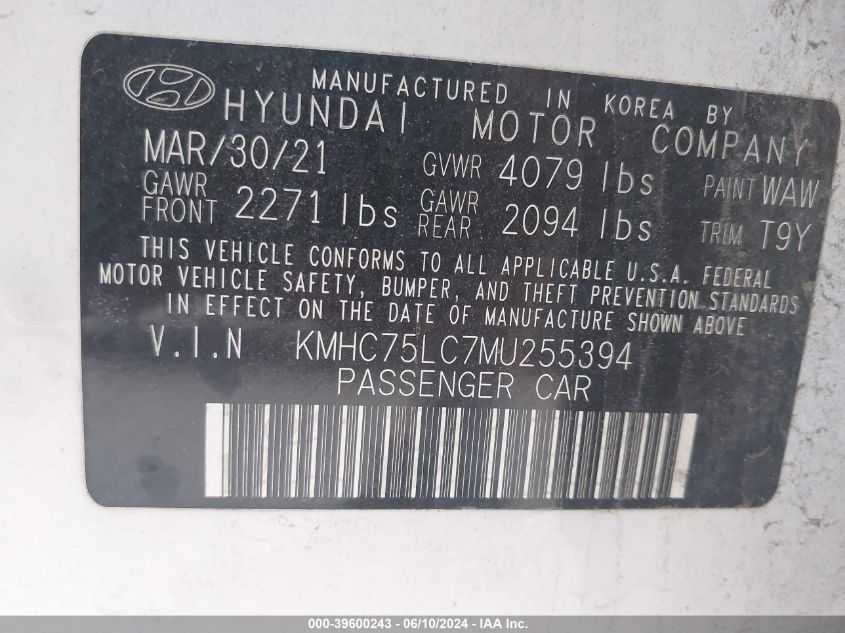 MANUFACTURED IN KOREA BY
HYUNDAI MOTOR COMPANY
MAR/30/21 GVWR 4079 lbs PAINT WAW
GAWR FRONT 2271 lbs GAWR REAR 2094 lbs TRIM T9Y
THIS VEHICLE CONFORMS TO ALL APPLICABLE U.S.A. FEDERAL
MOTOR VEHICLE SAFETY, BUMPER, AND THEFT PREVENTION STANDARDS
IN EFFECT ON THE DATE OF MANUFACTURE SHOWN ABOVE
V.I.N KMHC75LC7MU255394
PASSENGER CAR
000-39600243 - 06/10/2024 - IAA Inc.